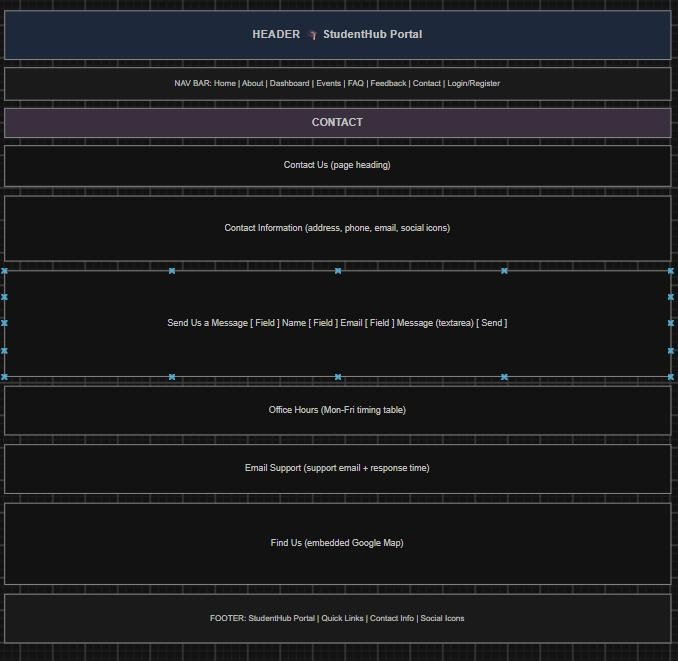 HEADER 🎓 StudentHub Portal
NAV BAR: Home | About | Dashboard | Events | FAQ | Feedback | Contact | Login/Register
CONTACT
Contact Us (page heading)
Contact Information (address, phone, email, social icons)
Send Us a Message [ Field ] Name [ Field ] Email [ Field ] Message (textarea) [ Send ]
Office Hours (Mon-Fri timing table)
Email Support (support email + response time)
Find Us (embedded Google Map)
FOOTER: StudentHub Portal | Quick Links | Contact Info | Social Icons